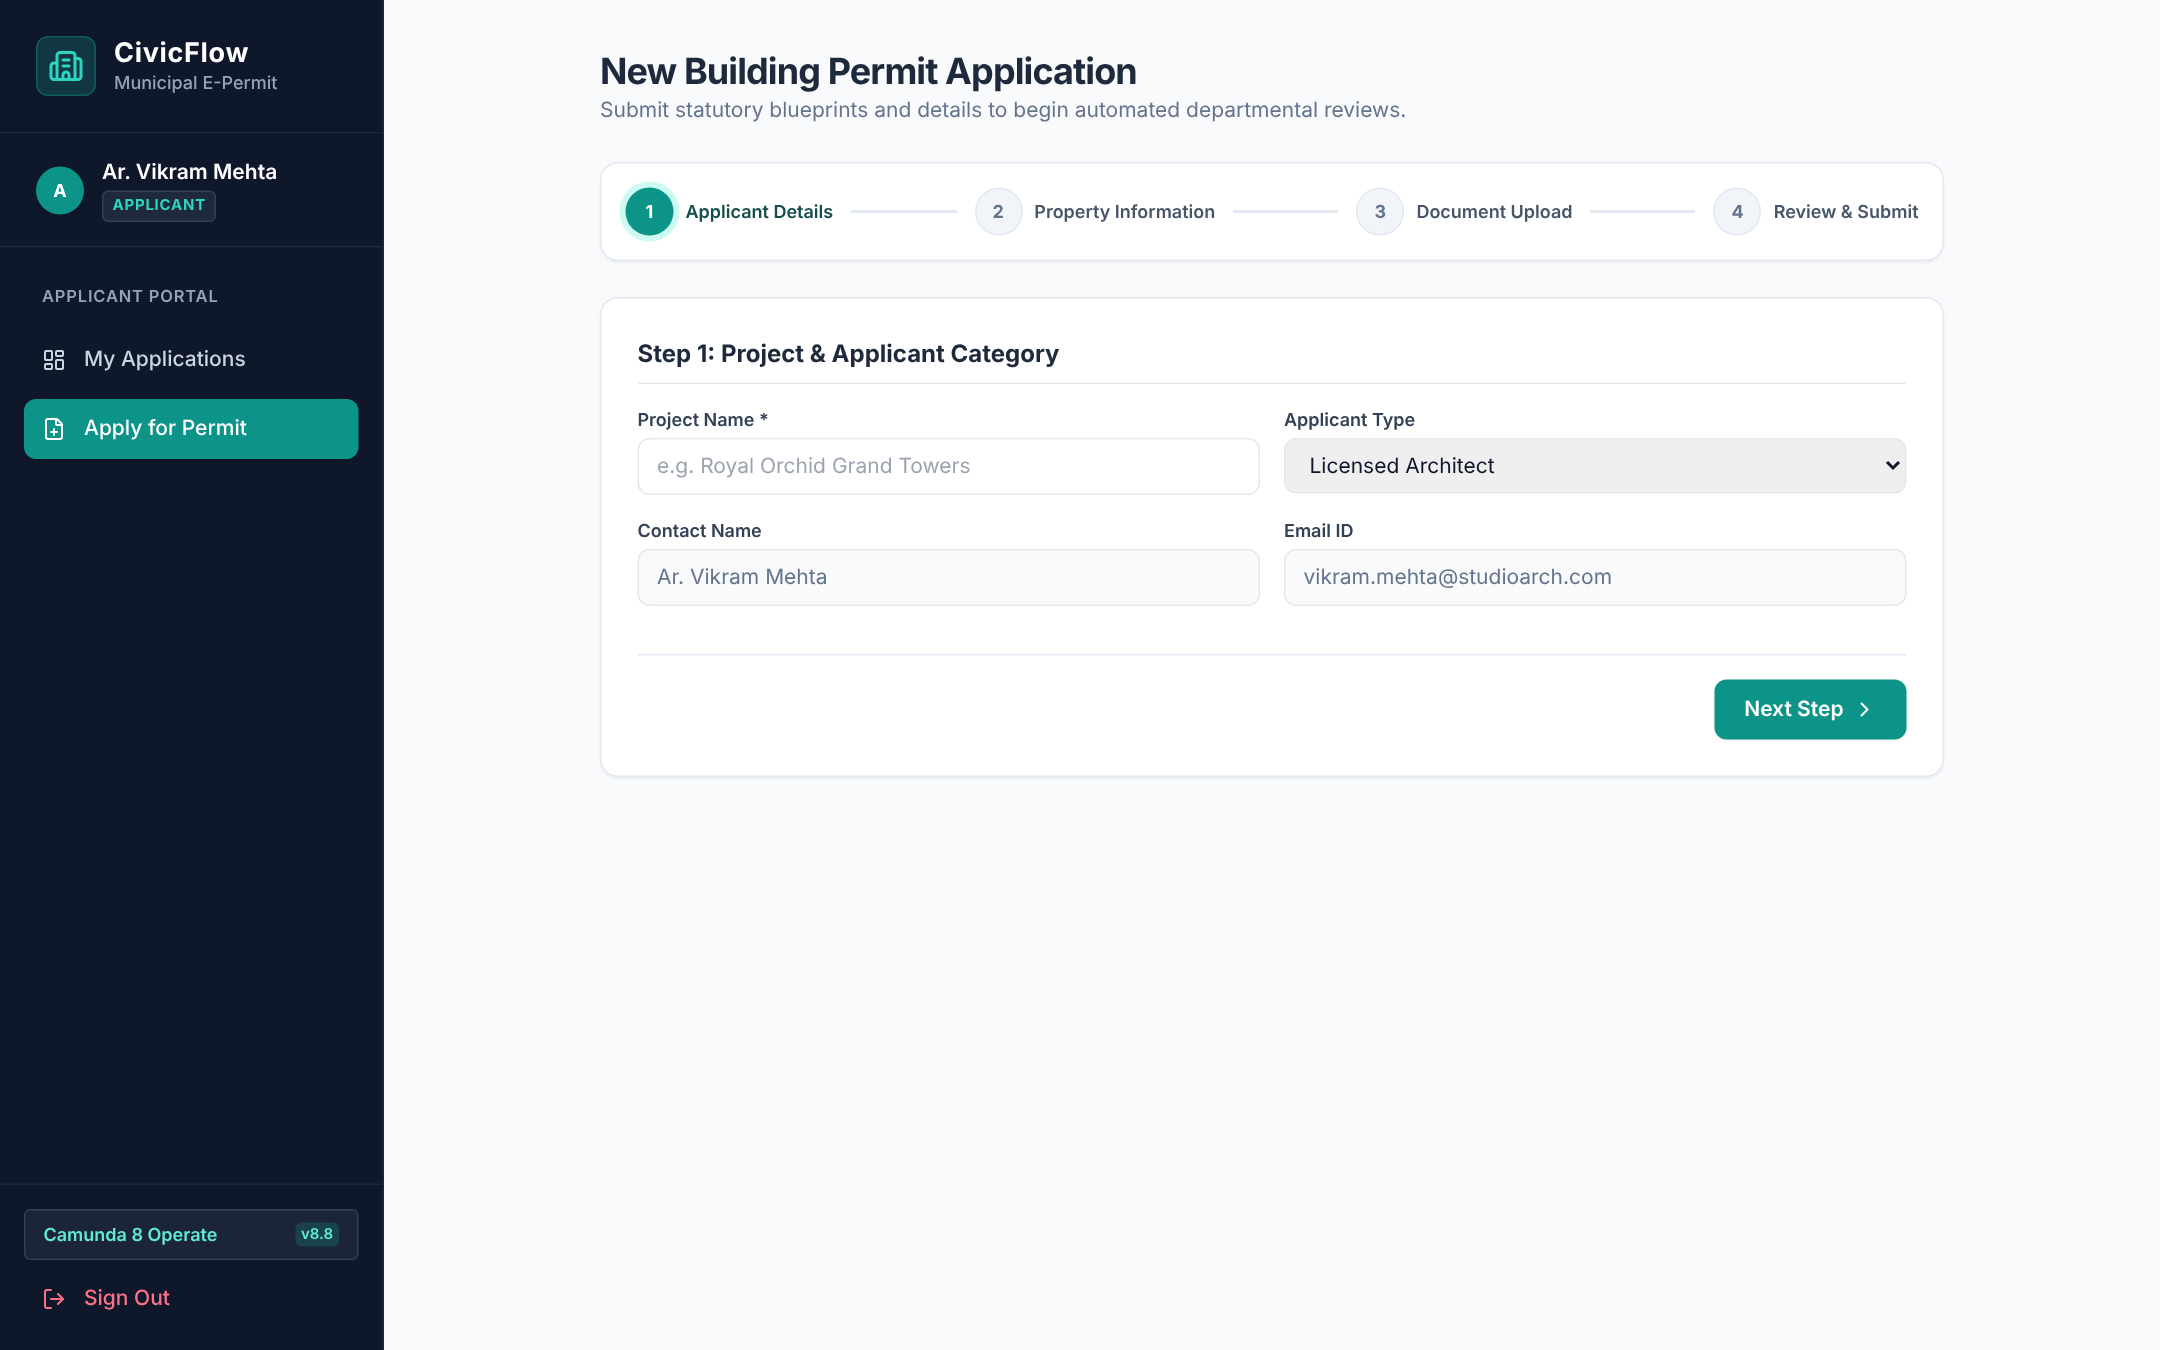 CivicFlow
Municipal E-Permit
A
Ar. Vikram Mehta
APPLICANT
APPLICANT PORTAL
My Applications
Apply for Permit
Camunda 8 Operate
v8.8
Sign Out
New Building Permit Application
Submit statutory blueprints and details to begin automated departmental reviews.
1 Applicant Details 2 Property Information 3 Document Upload 4 Review & Submit
Step 1: Project & Applicant Category
Project Name *
e.g. Royal Orchid Grand Towers
Applicant Type
Licensed Architect
Contact Name
Ar. Vikram Mehta
Email ID
vikram.mehta@studioarch.com
Next Step